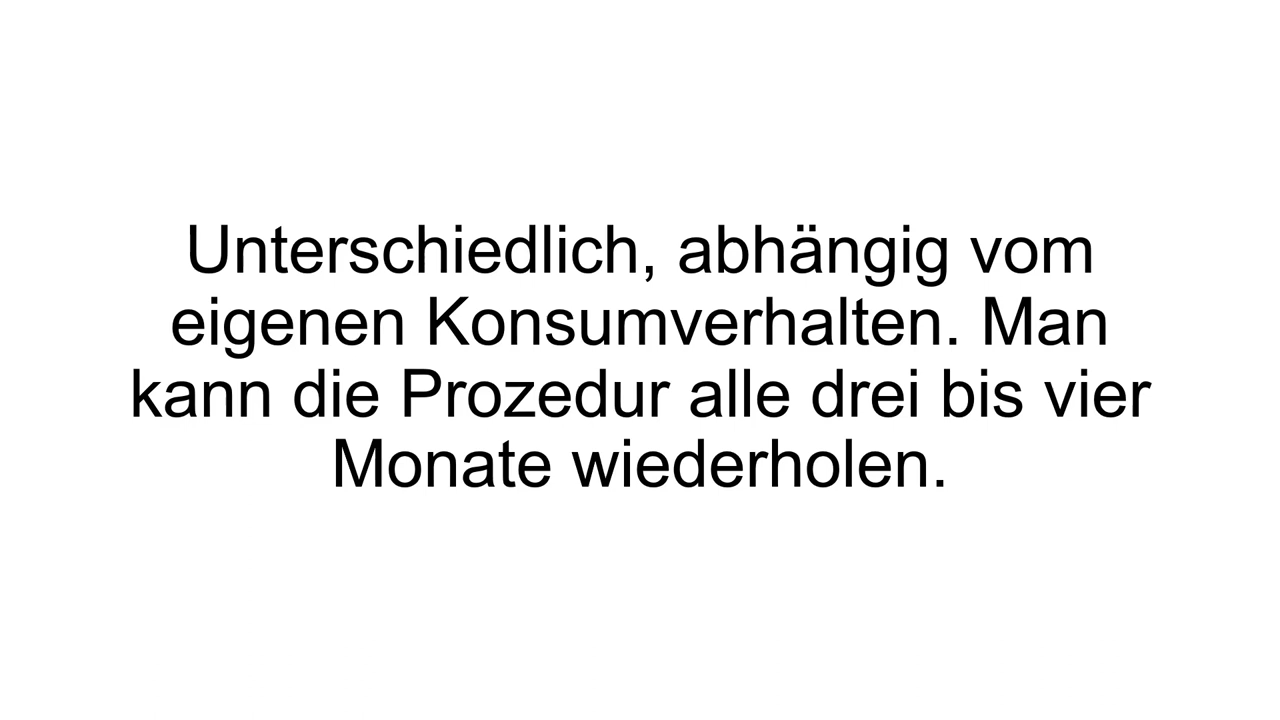 Unterschiedlich, abhängig vom
eigenen Konsumverhalten. Man
kann die Prozedur alle drei bis vier
Monate wiederholen.